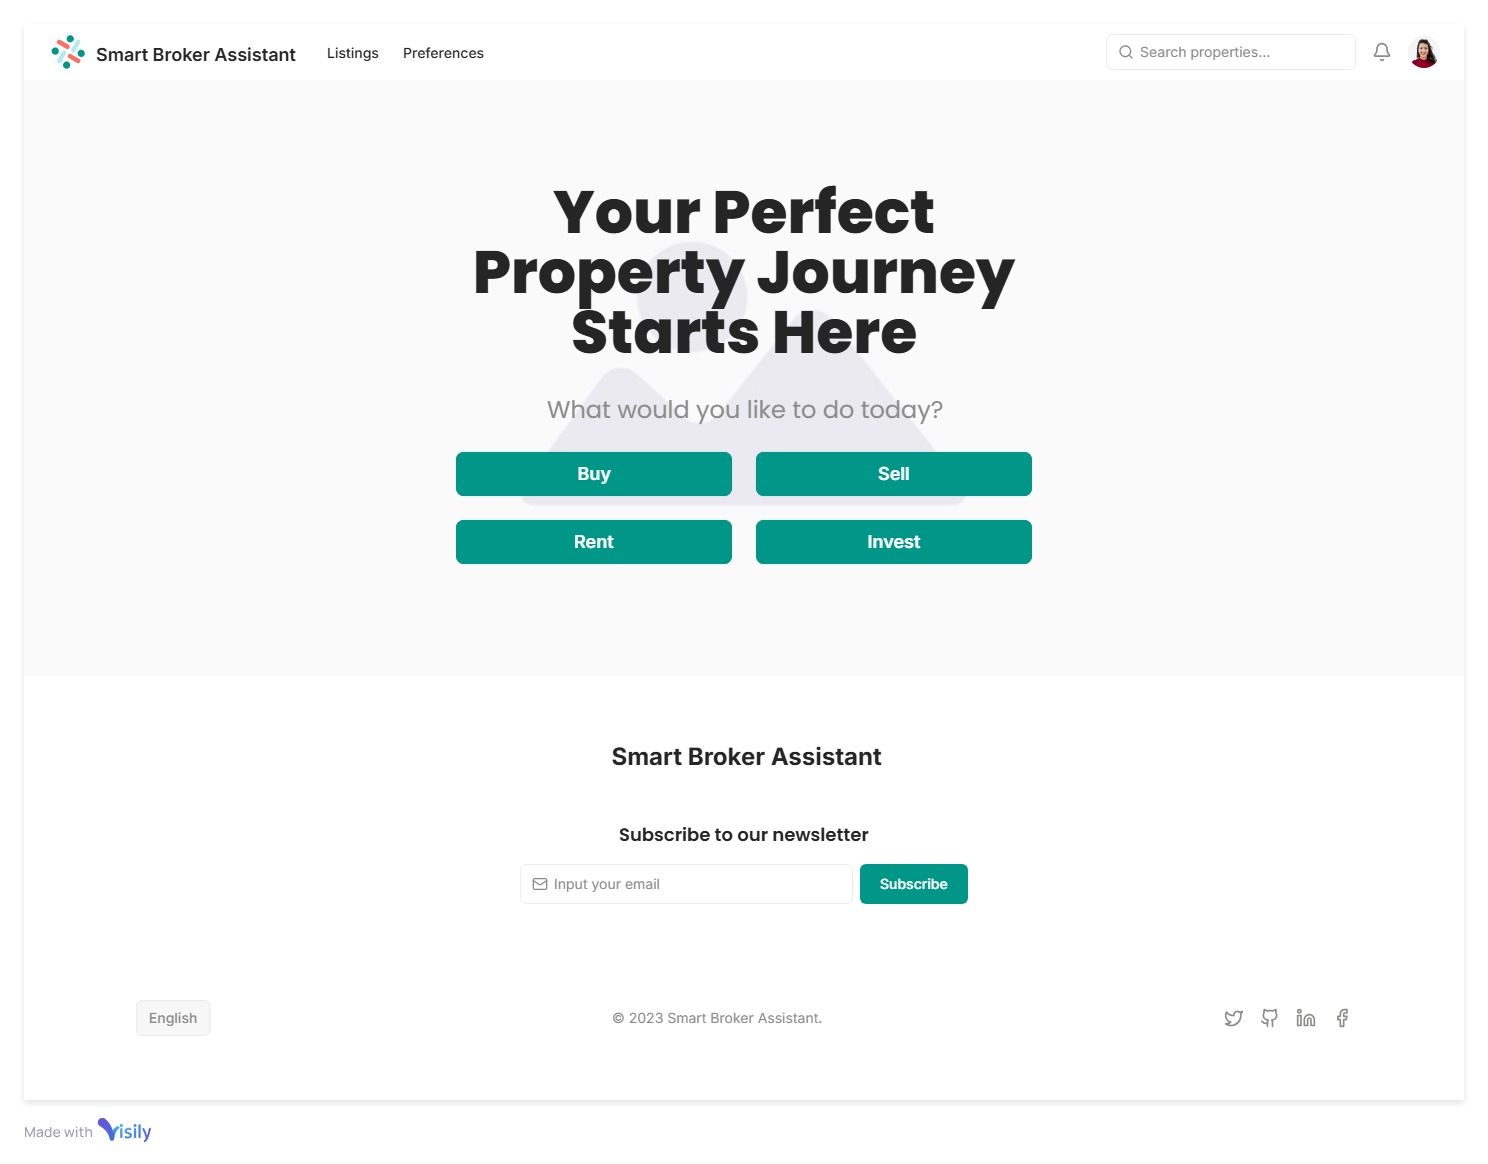 Smart Broker Assistant
Listings
Preferences
Search properties...
Your Perfect
Property Journey
Starts Here
What would you like to do today?
Buy
Sell
Rent
Invest
Smart Broker Assistant
Subscribe to our newsletter
Input your email
Subscribe
English
© 2023 Smart Broker Assistant.
Made with Visily